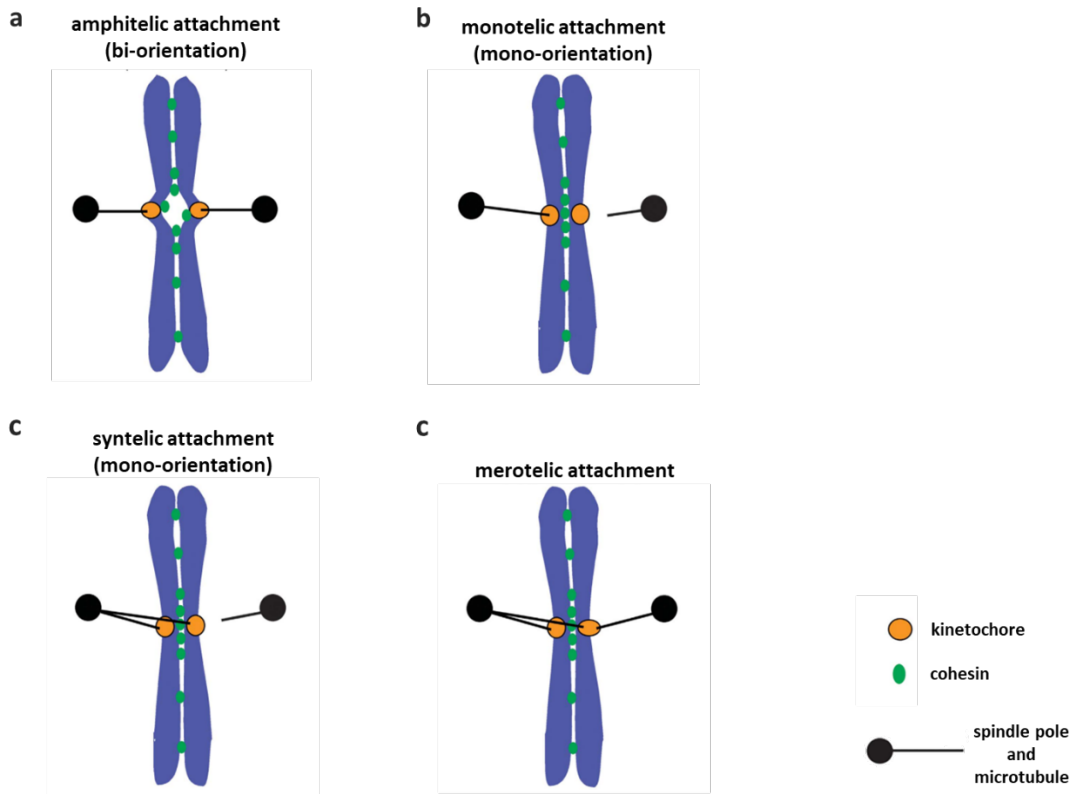 a
amphitelic attachment
(bi-orientation)
b
monotelic attachment
(mono-orientation)
c
syntelic attachment
(mono-orientation)
c
merotelic attachment
kinetochore
cohesin
spindle pole
and
microtubule